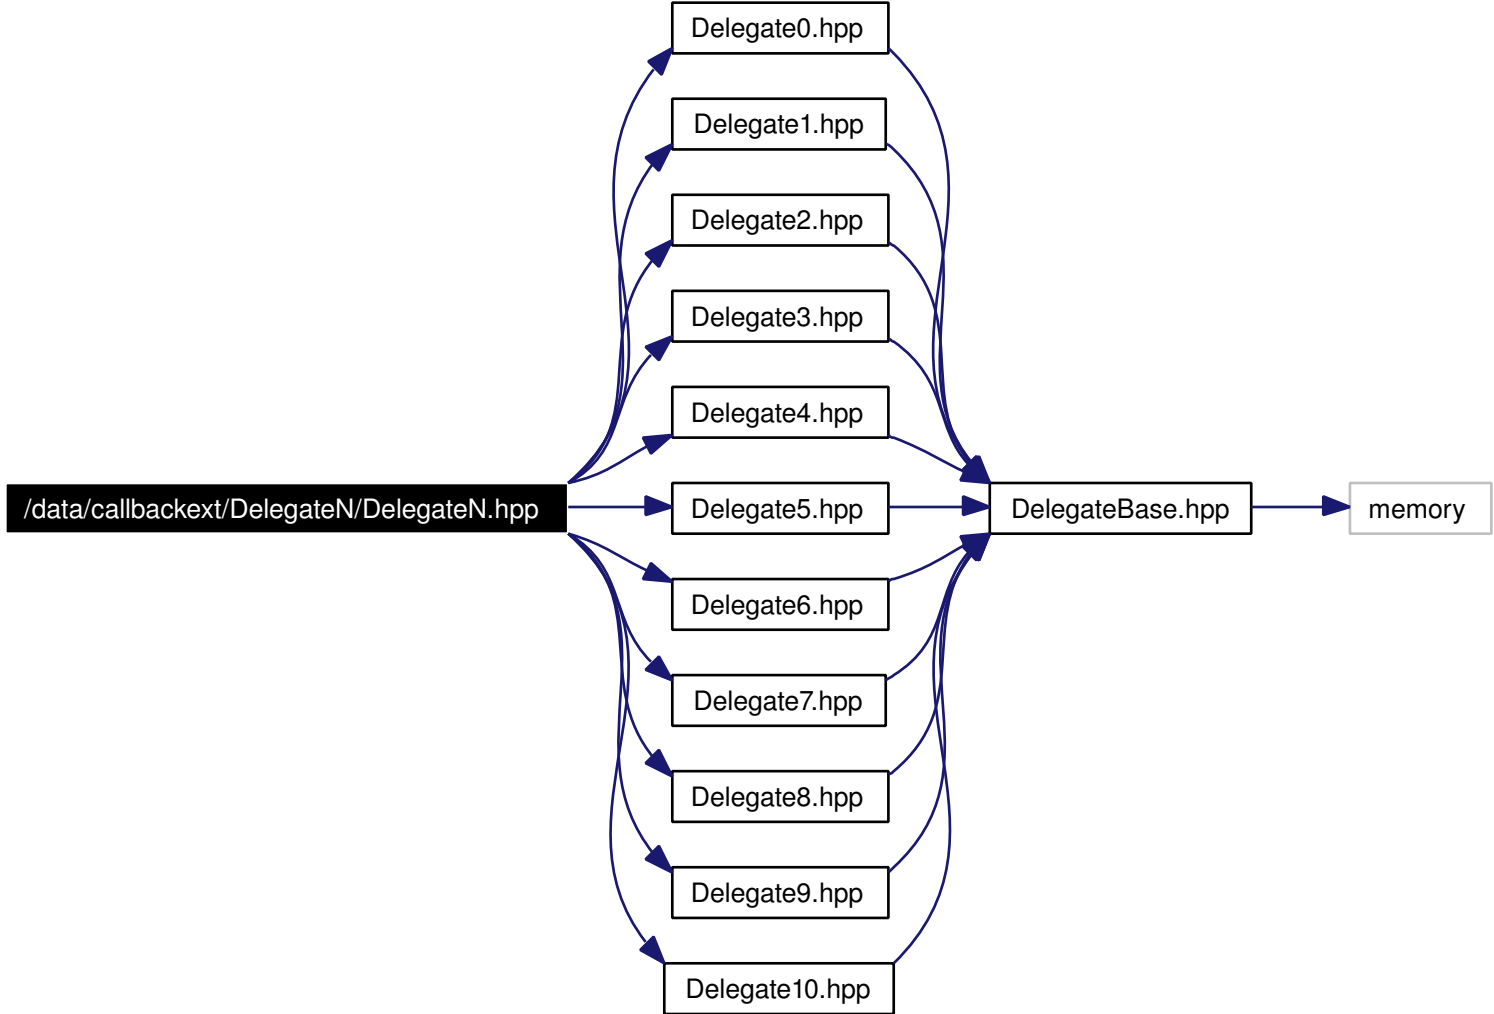 Delegate0.hpp
Delegate1.hpp
Delegate2.hpp
Delegate3.hpp
Delegate4.hpp
/data/callbackext/DelegateN/DelegateN.hpp
Delegate5.hpp
DelegateBase.hpp
memory
Delegate6.hpp
Delegate7.hpp
Delegate8.hpp
Delegate9.hpp
Delegate10.hpp